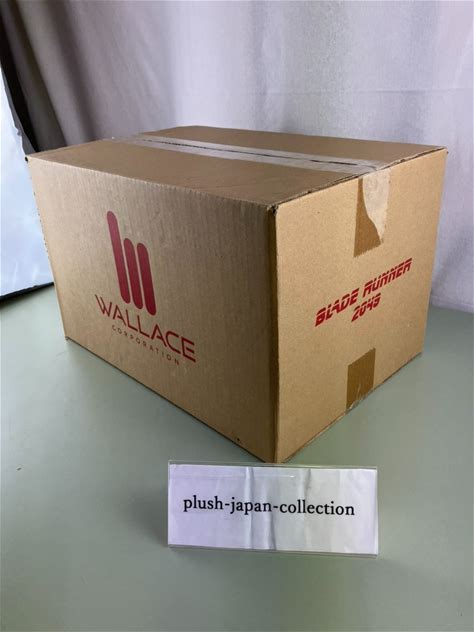 WALLACE
CORPORATION
BLADE RUNNER
2049
plush-japan-collection